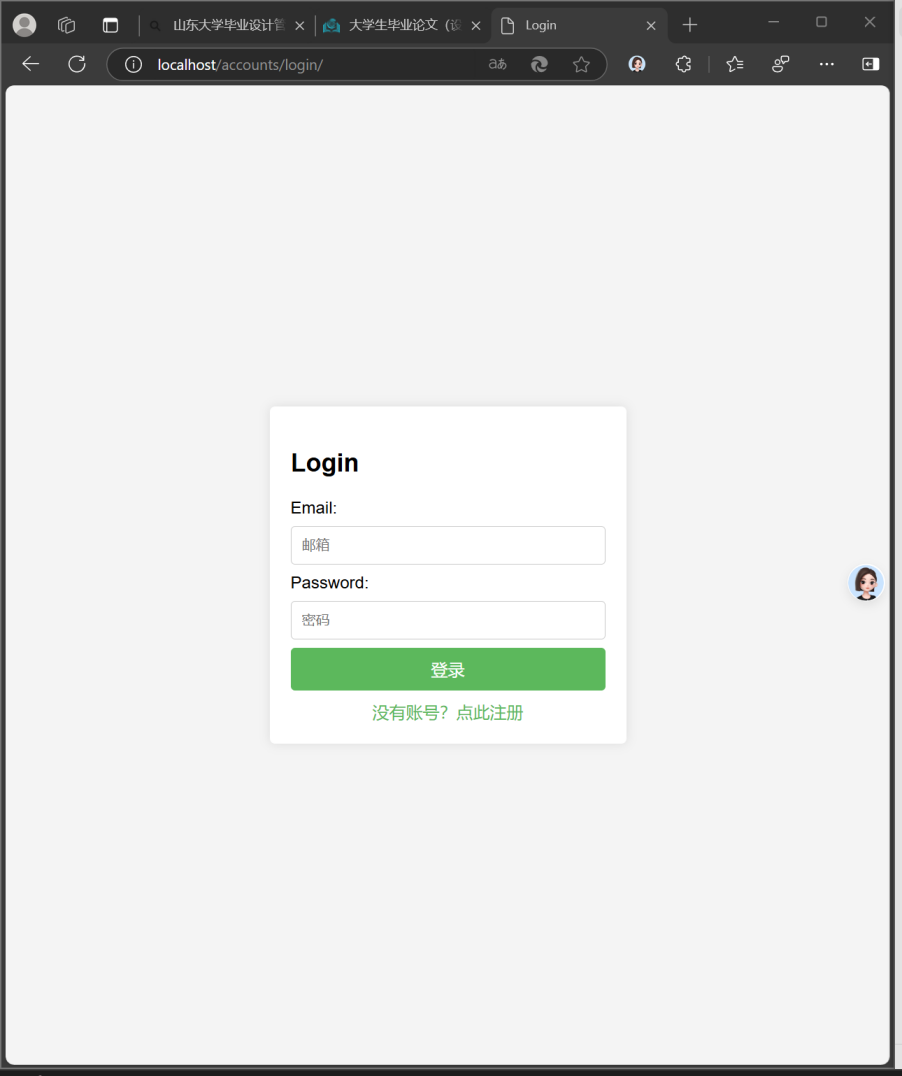 山东大学毕业设计管
大学生毕业论文（设
Login
localhost/accounts/login/
aあ
Login
Email:
邮箱
Password:
密码
登录
没有账号？点此注册